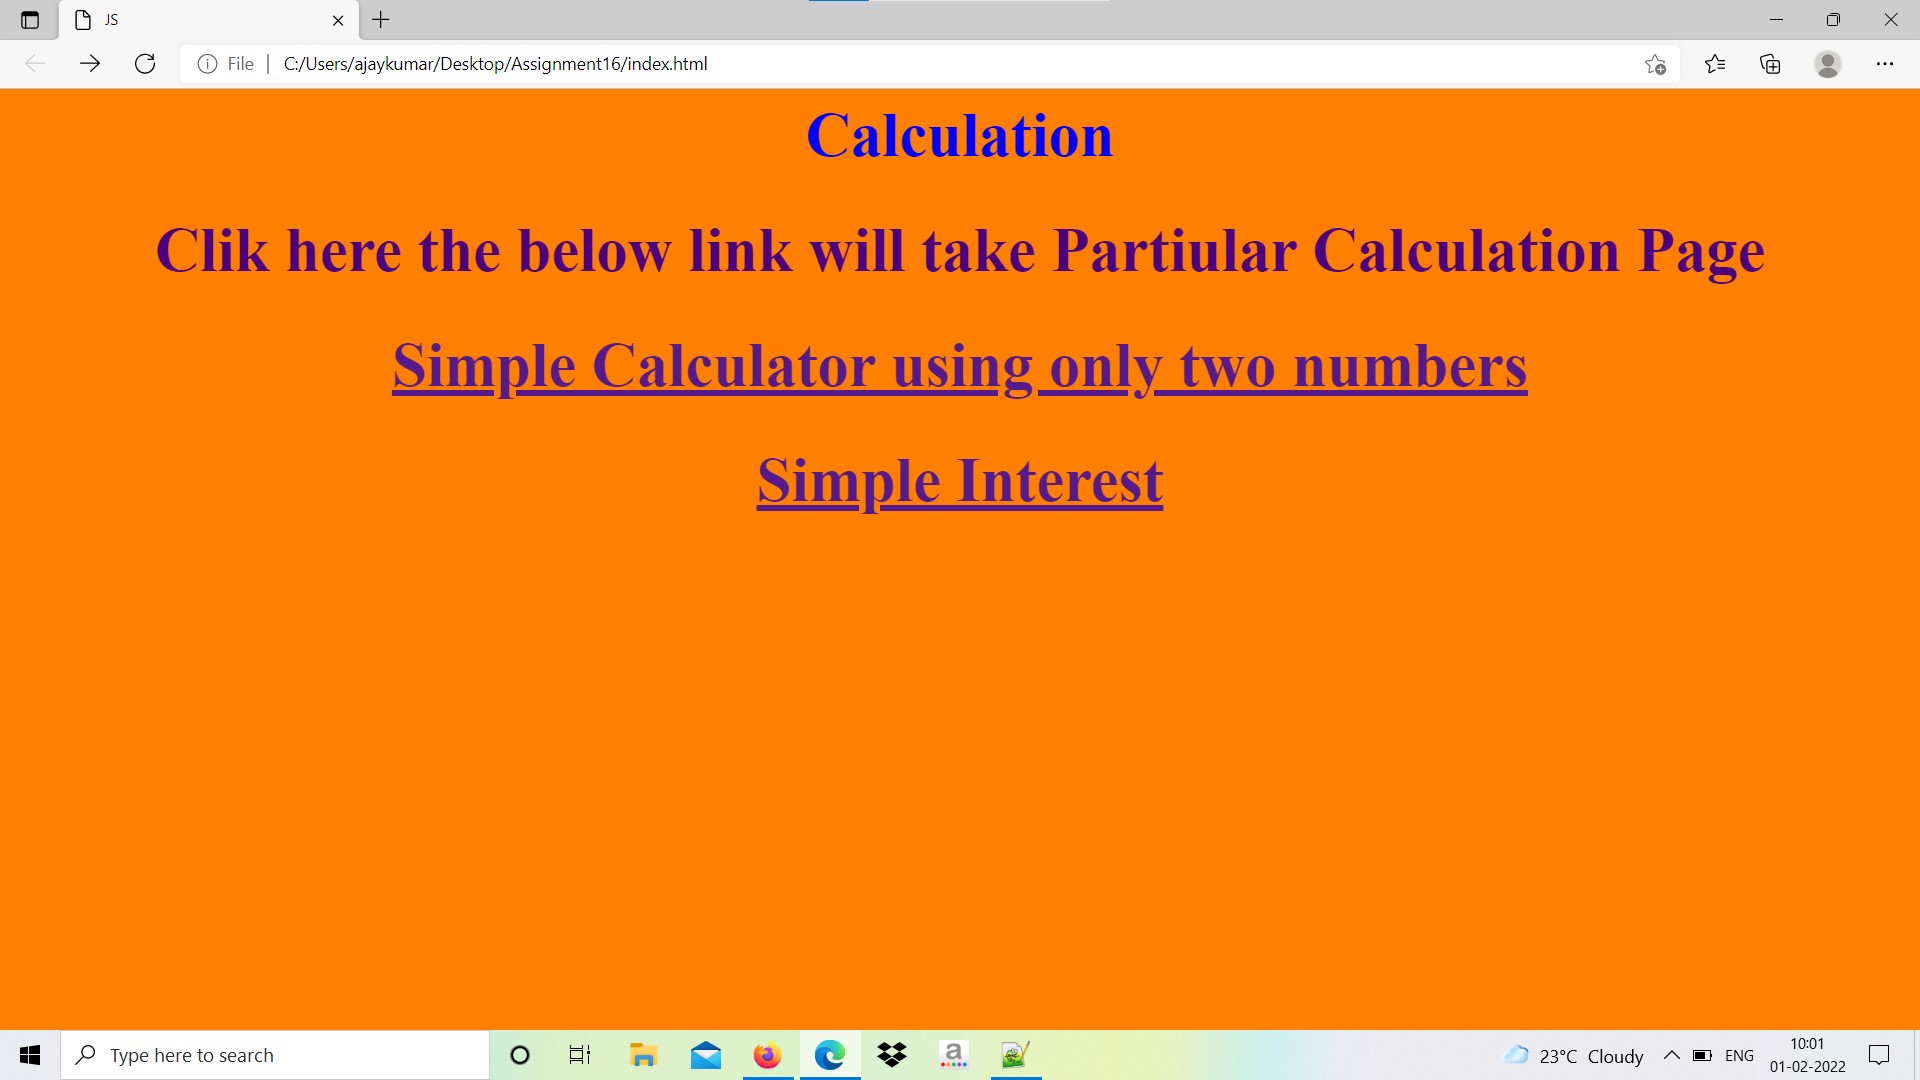 JS
File
C:/Users/ajaykumar/Desktop/Assignment16/index.html
Calculation
Clik here the below link will take Partiular Calculation Page
Simple Calculator using only two numbers
Simple Interest
Type here to search
a
23°C Cloudy
ENG
10:01
01-02-2022